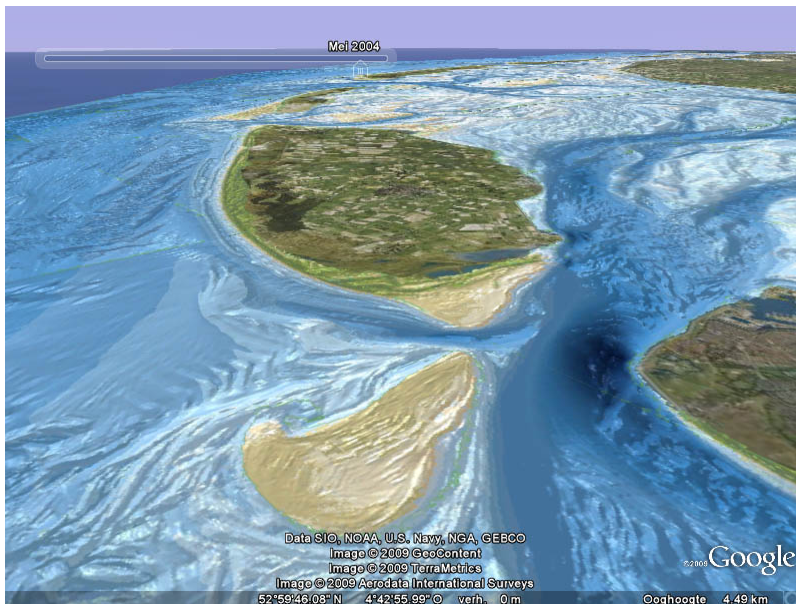 Mei 2004
Data SIO, NOAA, U.S. Navy, NGA, GEBCO
Image © 2009 GeoContent
Image © 2009 TerraMetrics
Image © 2009 Aerodata International Surveys
©2009 Google
52°59'46.08" N 4°42'55.99" O verh. 0 m Ooghoogte 4.49 km